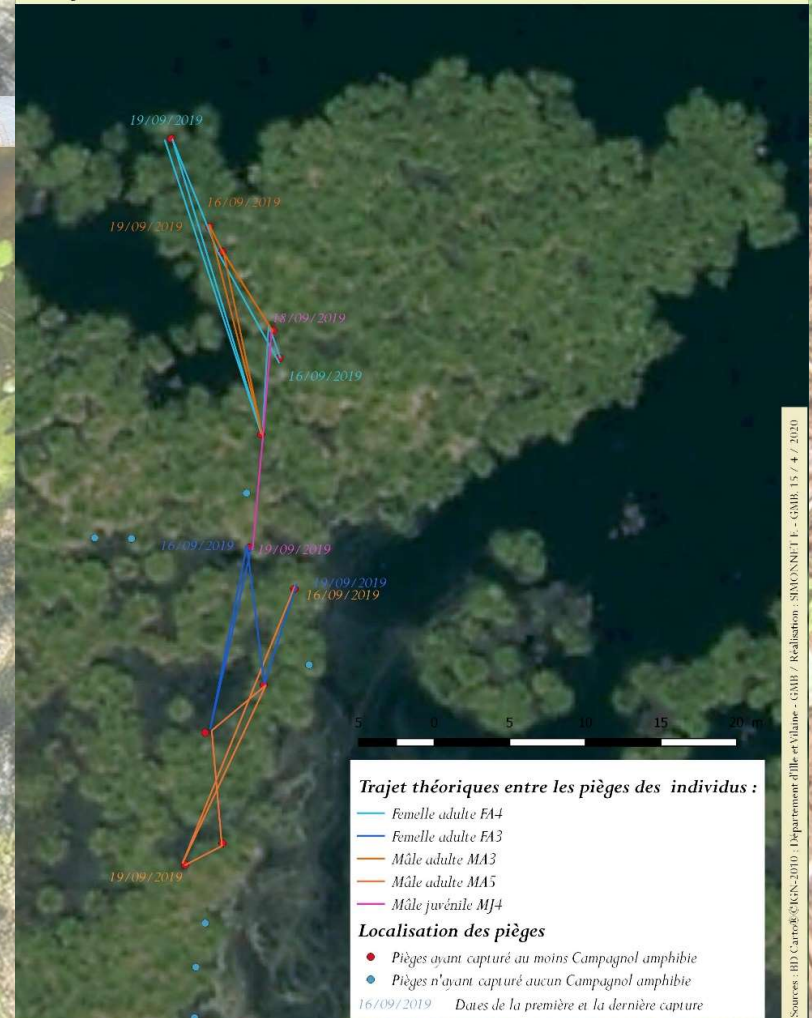 19/09/2019
16/09/2019
19/09/2019
18/09/2019
16/09/2019
16/09/2019
19/09/2019
19/09/2019
16/09/2019
5 0 5 10 15 20 m
19/09/2019
Trajet théoriques entre les pièges des individus :
Femelle adulte FA4
Femelle adulte FA3
Mâle adulte MA3
Mâle adulte MA5
Mâle juvénile MJ4
Localisation des pièges
Pièges ayant capturé au moins Campagnol amphibie
Pièges n'ayant capturé aucun Campagnol amphibie
16/09/2019 Dates de la première et la dernière capture
Sources : BD Carto®©IGN-2010 ; Département d'Ille et Vilaine - GMB / Réalisation : SIMONNET F. - GMB, 15 / 4 / 2020